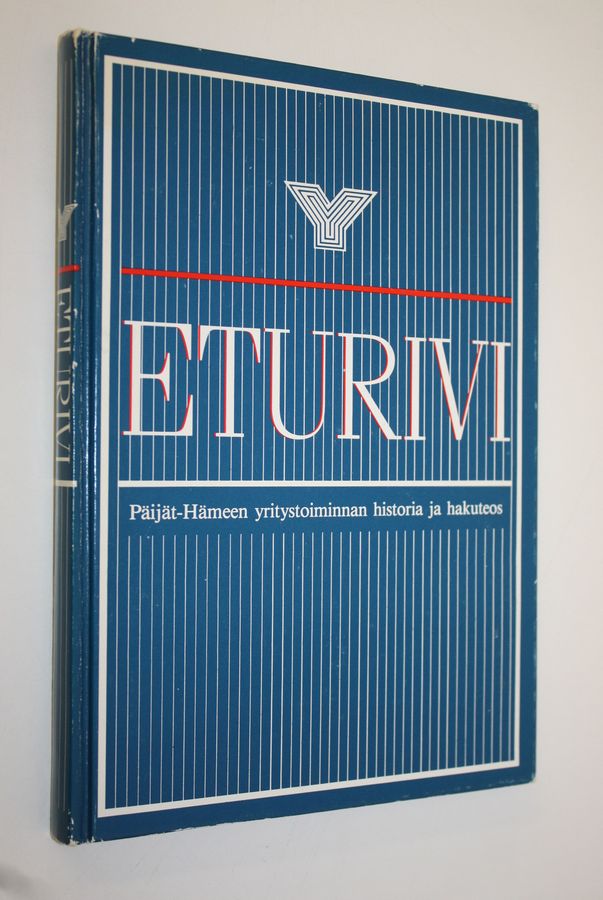 Y
ETURIVI
Päijät-Hämeen yritystoiminnan historia ja hakuteos
Y
ETURIVI